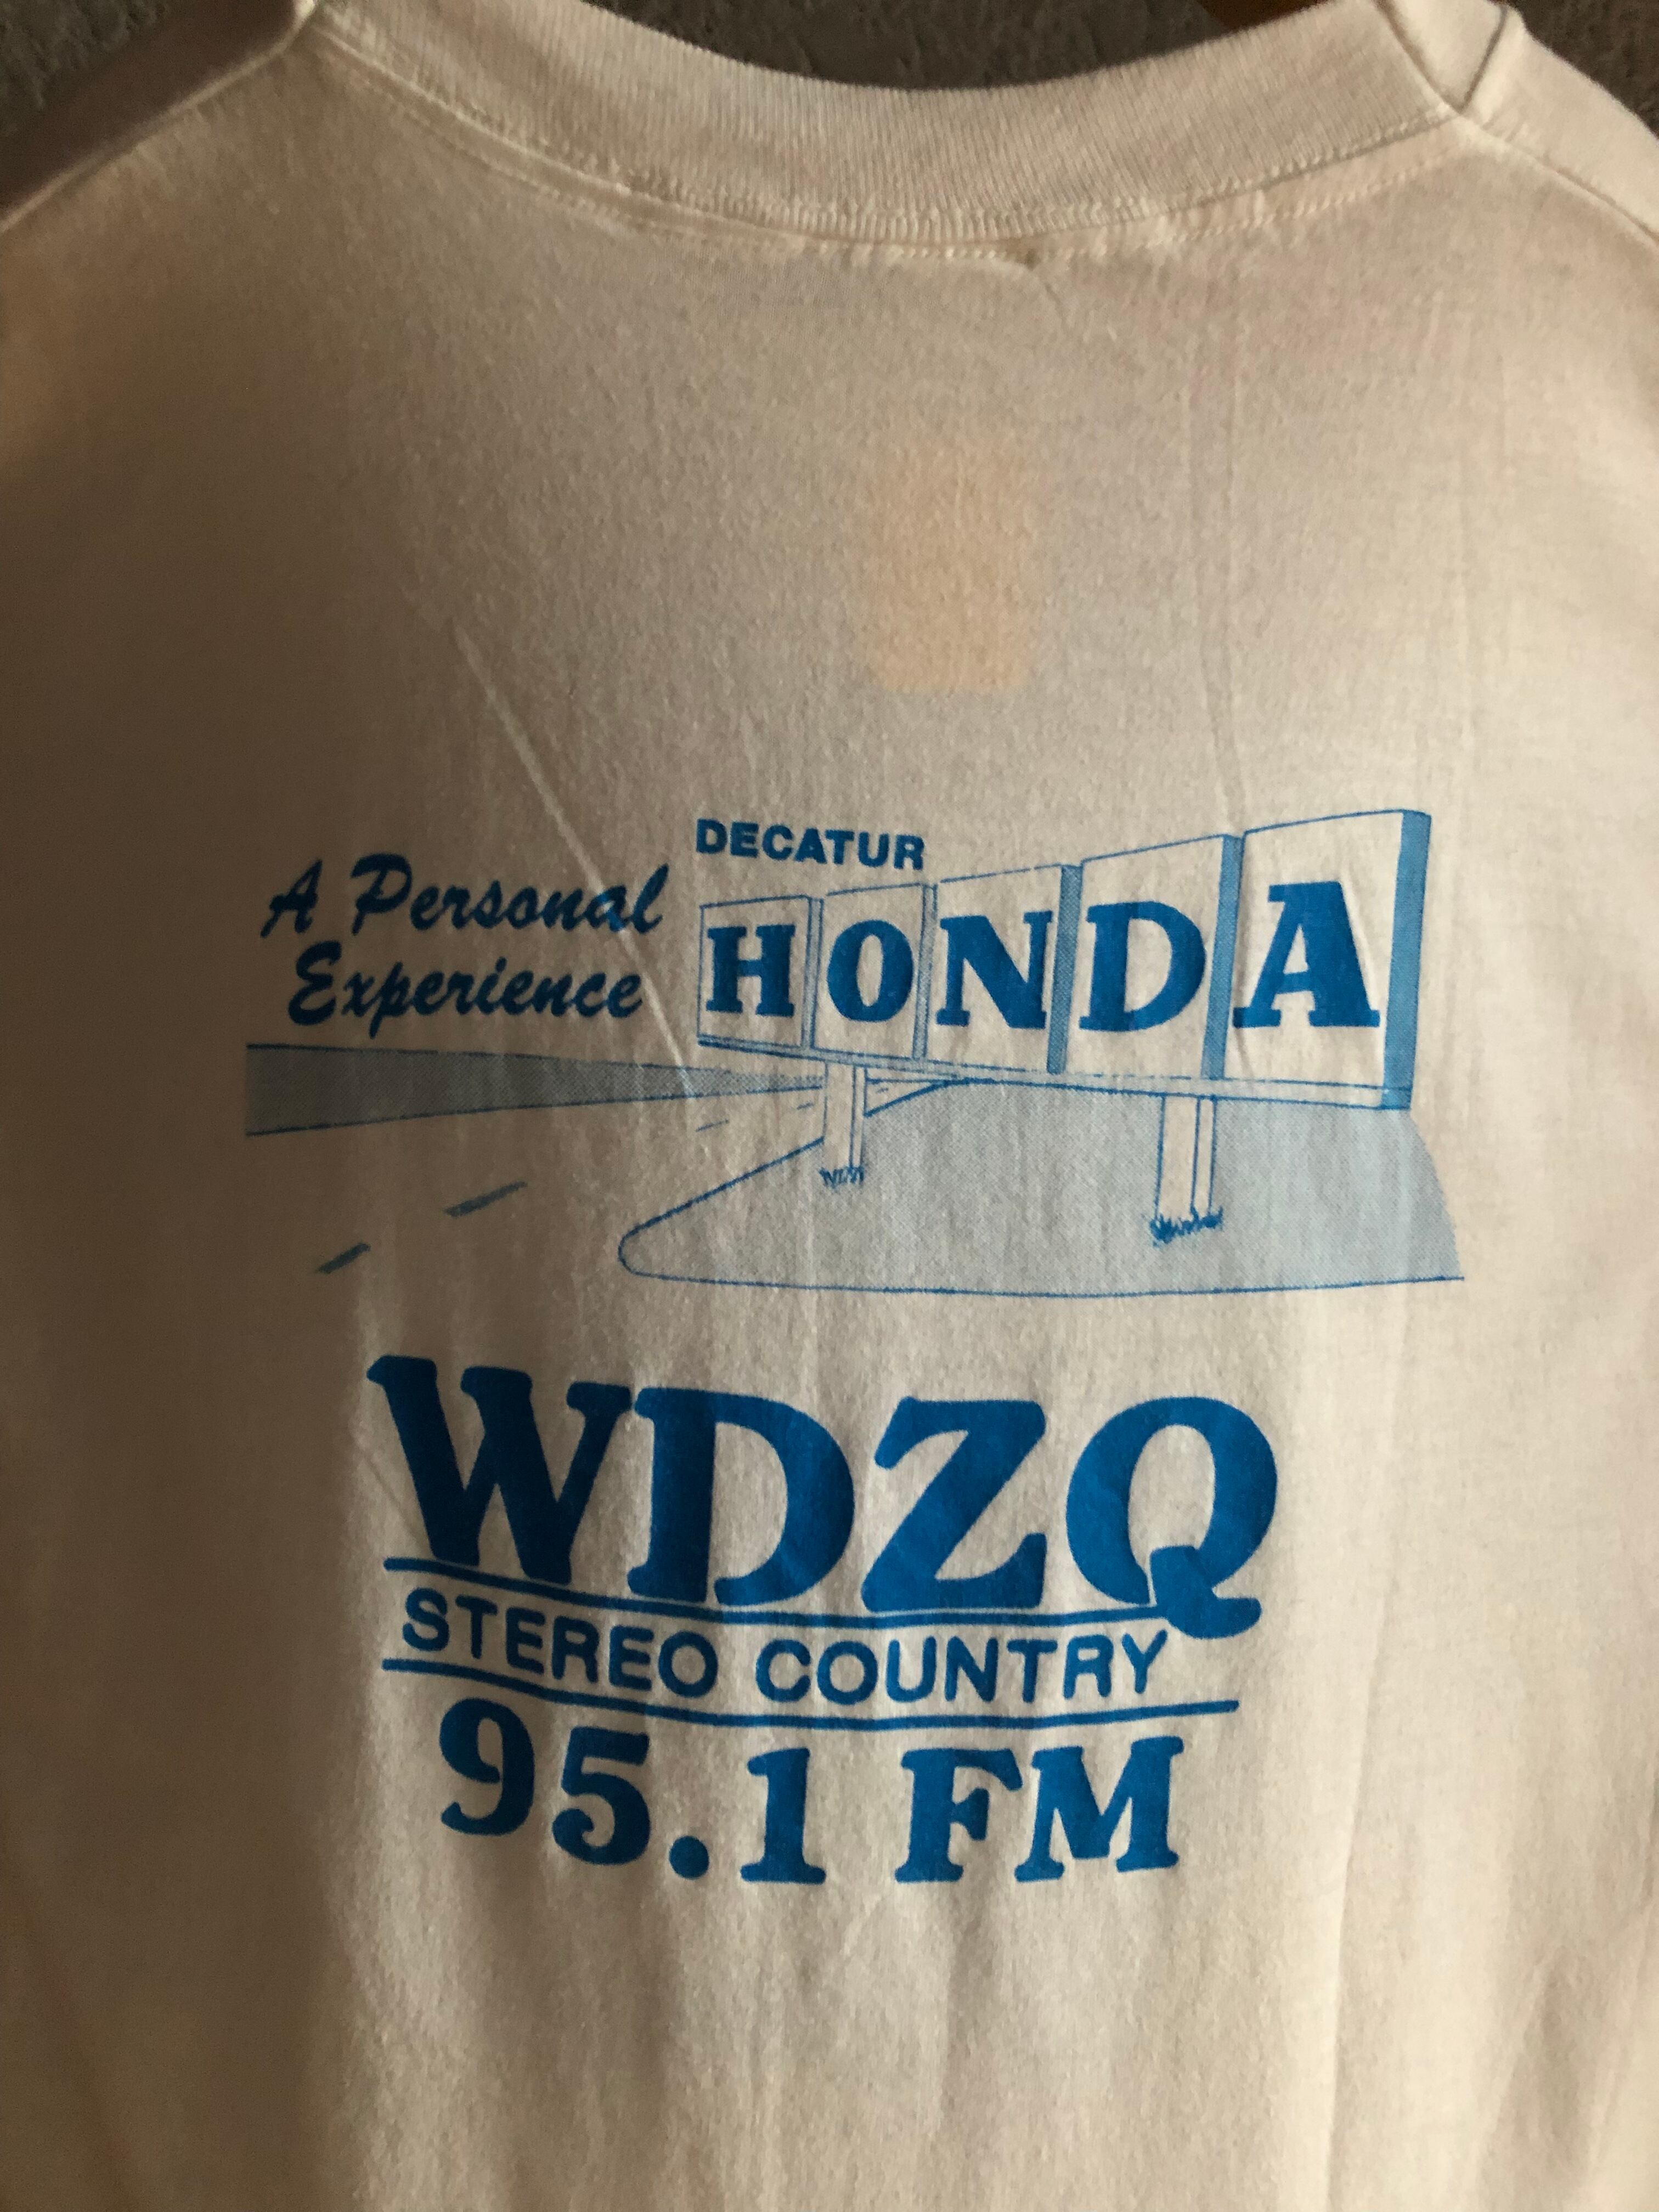 A Personal
Experience
DECATUR
HONDA
WDZQ
STEREO COUNTRY
95.1 FM